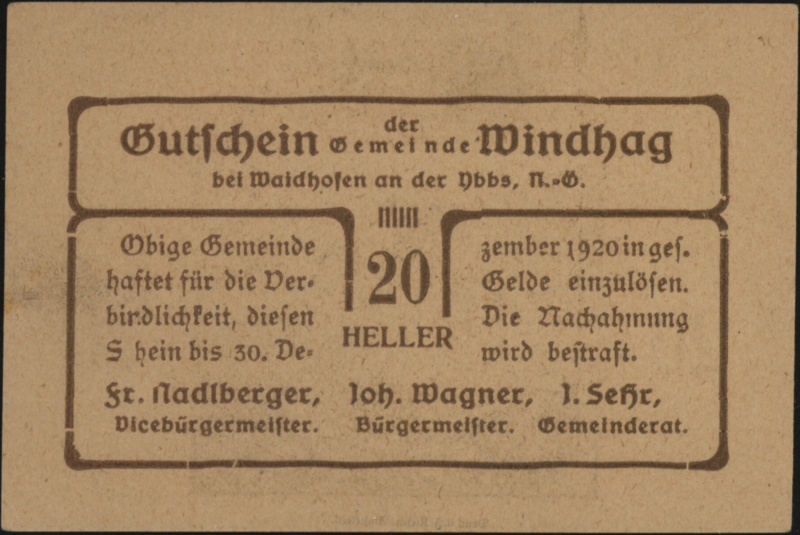 Gutschein der Gemeinde Windhag
bei Waidhofen an der Ybbs, N.-Ö.
Obige Gemeinde
haftet für die Ver-
bindlichkeit, diesen
S hein bis 30. De-
20
HELLER
zember 1920 in ges.
Gelde einzulösen.
Die Nachahmung
wird bestraft.
Fr. Nadlberger, Joh. Wagner, J. Sehr,
Vicebürgermeister. Bürgermeister. Gemeinderat.